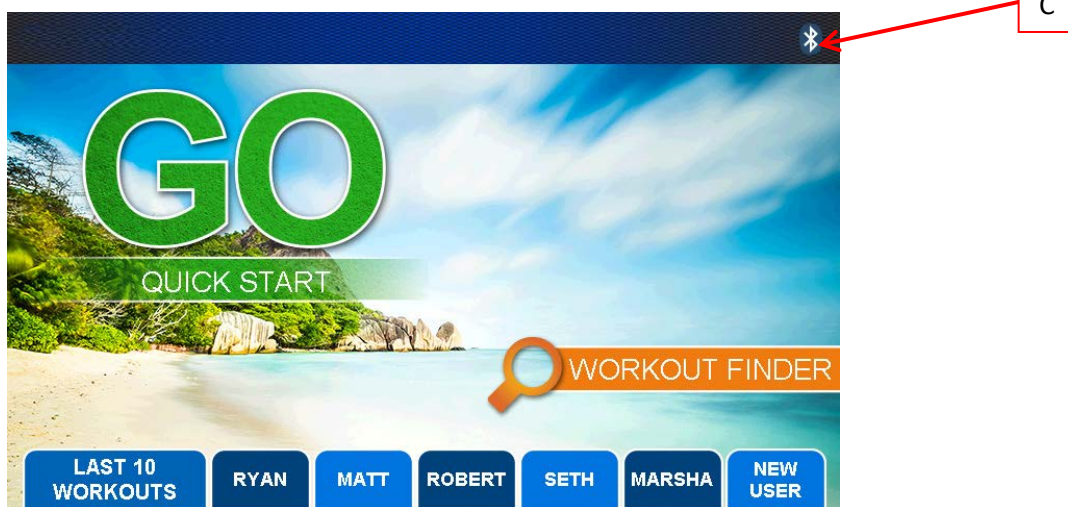 C
GO
QUICK START
WORKOUT FINDER
LAST 10
WORKOUTS
RYAN
MATT
ROBERT
SETH
MARSHA
NEW
USER